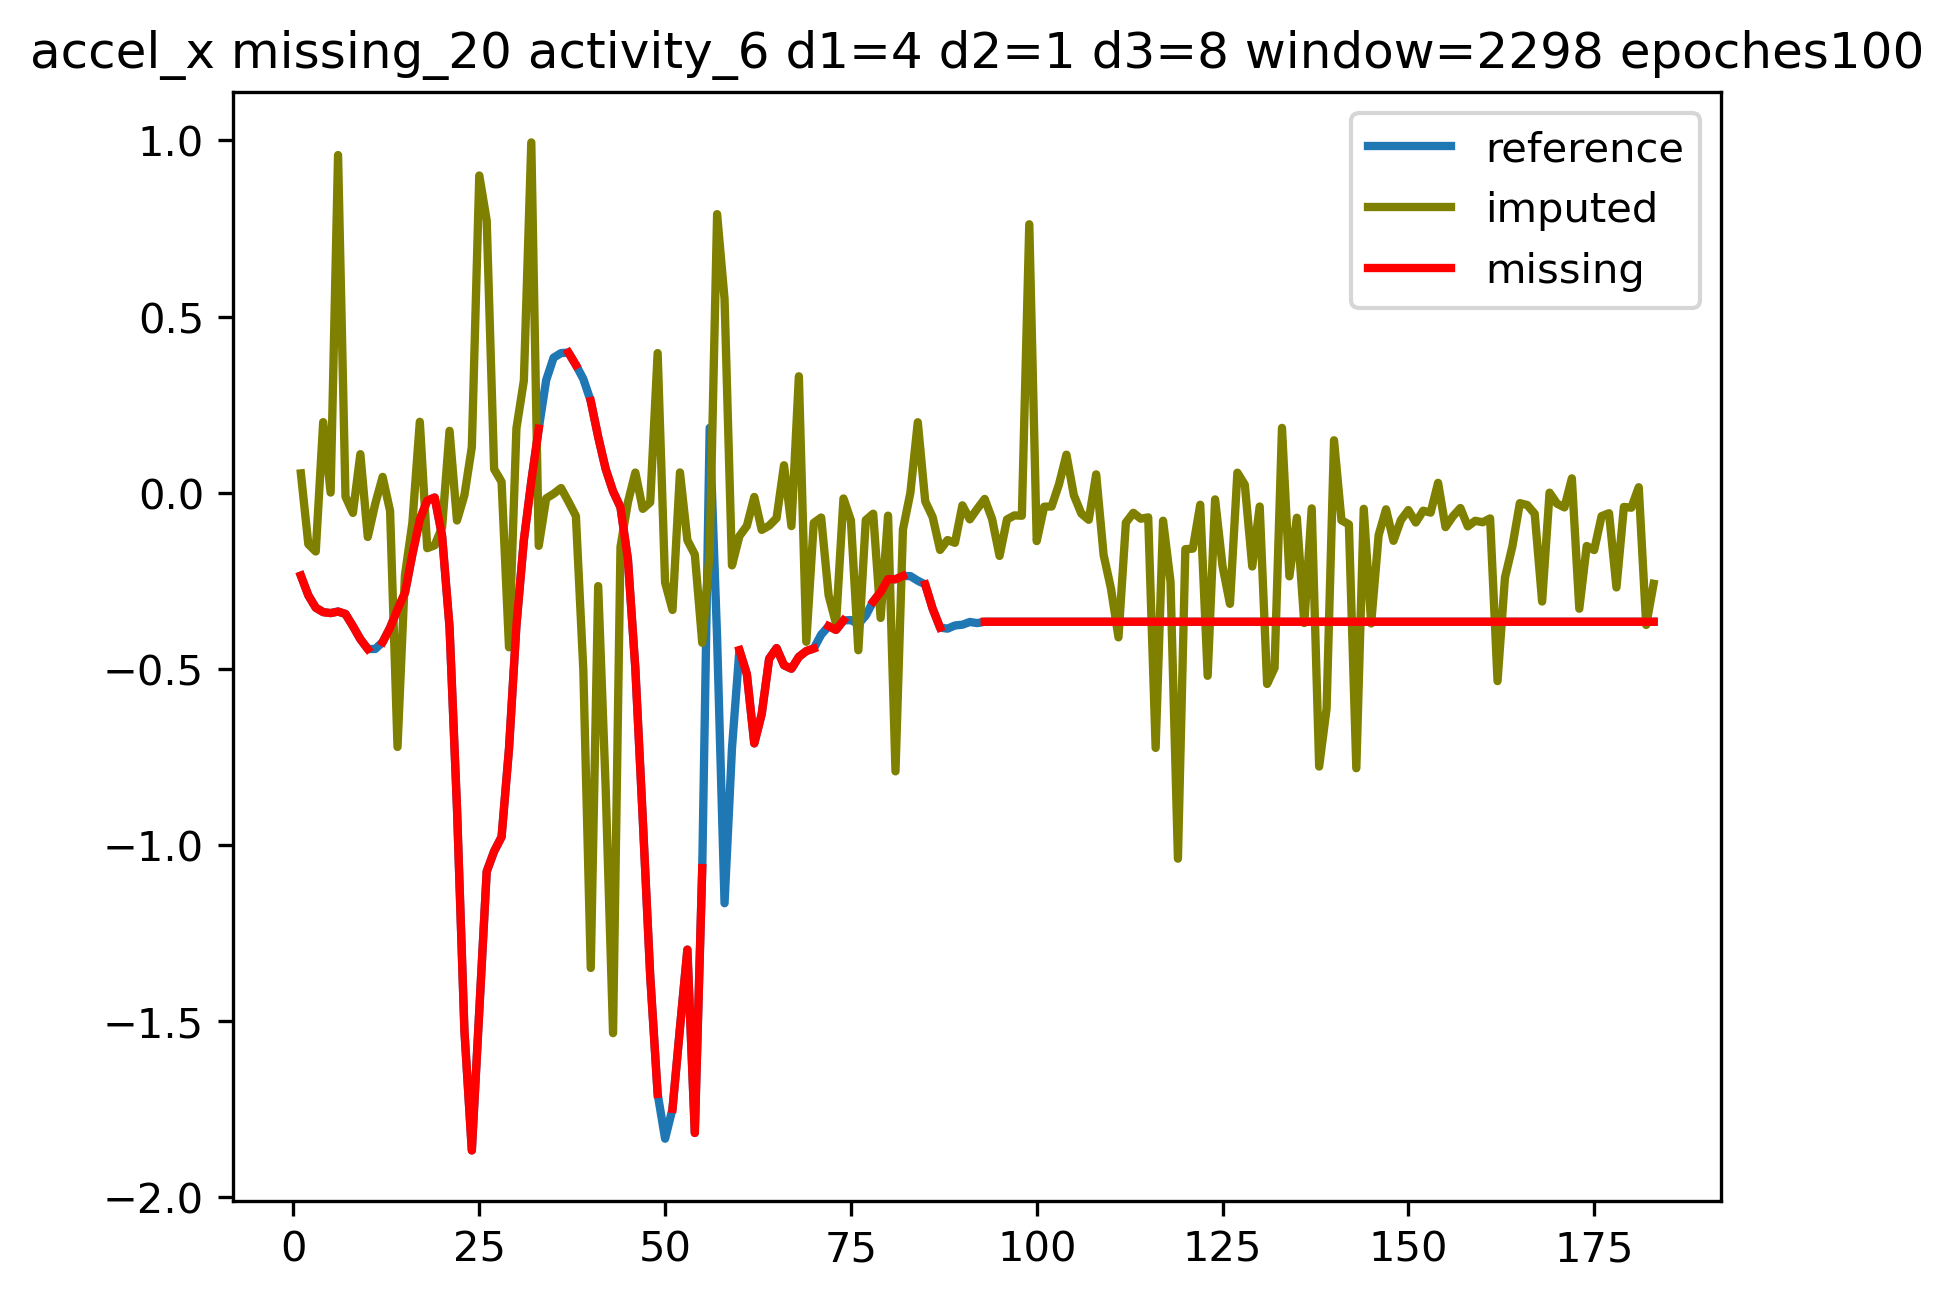 accel_x missing_20 activity_6 d1=4 d2=1 d3=8 window=2298 epoches100
reference
imputed
missing
1.0
0.5
0.0
−0.5
−1.0
−1.5
−2.0
0 25 50 75 100 125 150 175